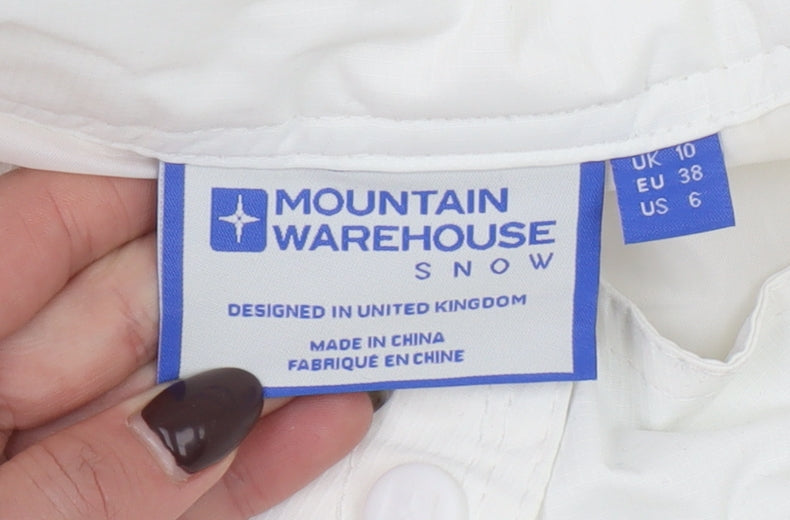 MOUNTAIN
WAREHOUSE
SNOW
DESIGNED IN UNITED KINGDOM
MADE IN CHINA
FABRIQUÉ EN CHINE
UK 10
EU 38
US 6